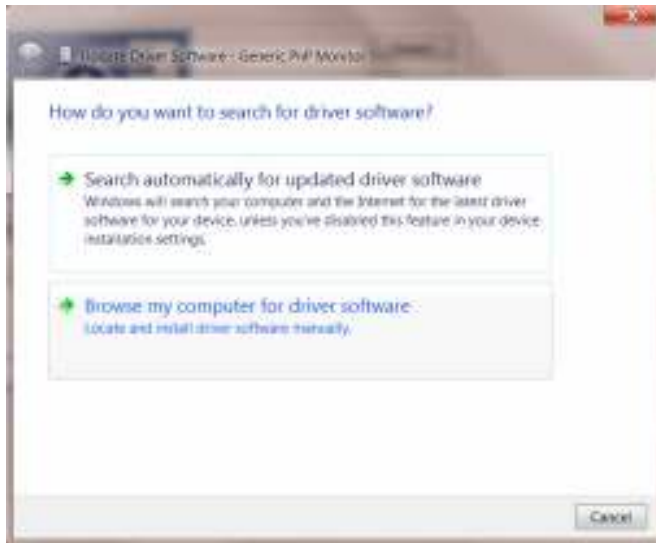 Update Driver Software - Generic PnP Monitor
How do you want to search for driver software?
Search automatically for updated driver software
Windows will search your computer and the Internet for the latest driver
software for your device, unless you've disabled this feature in your device
installation settings.
Browse my computer for driver software
Locate and install driver software manually.
Cancel